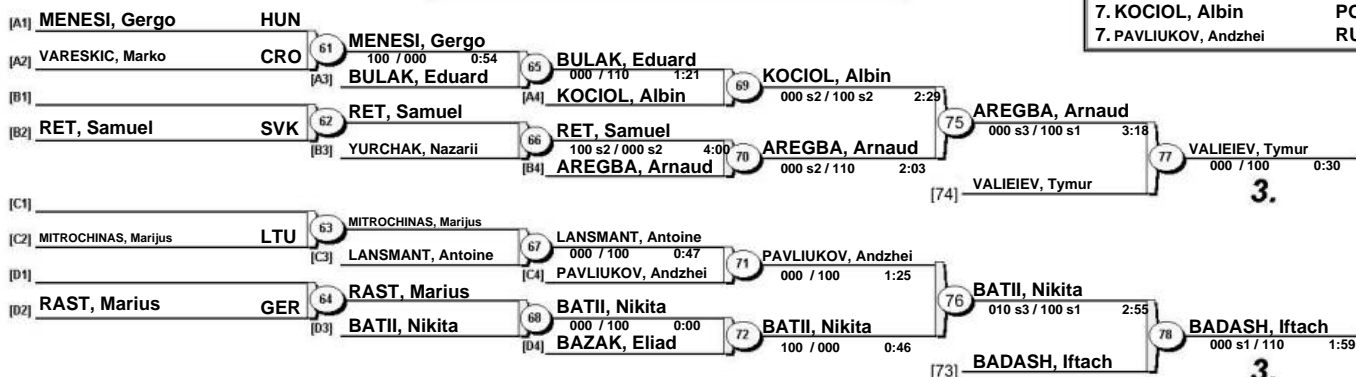 7. KOCIOL, Albin
7. PAVLIUKOV, Andzhei RU
[A1] MENESI, Gergo HUN
[A2] VARESKIC, Marko CRO
61 MENESI, Gergo
100 / 000 0:54
[A3] BULAK, Eduard
65 BULAK, Eduard
000 / 110 1:21
[A4] KOCIOL, Albin
69 KOCIOL, Albin
000 s2 / 100 s2 2:29
[B1]
[B2] RET, Samuel SVK
62 RET, Samuel
[B3] YURCHAK, Nazarii
66 RET, Samuel
100 s2 / 000 s2 4:00
[B4] AREGBA, Arnaud
70 AREGBA, Arnaud
000 s2 / 110 2:03
75 AREGBA, Arnaud
000 s3 / 100 s1 3:18
[74] VALIEIEV, Tymur
77 VALIEIEV, Tymur
000 / 100 0:30
3.
[C1]
[C2] MITROCHINAS, Marijus LTU
63 MITROCHINAS, Marijus
[C3] LANSMANT, Antoine
67 LANSMANT, Antoine
000 / 100 0:47
[C4] PAVLIUKOV, Andzhei
71 PAVLIUKOV, Andzhei
000 / 100 1:25
[D1]
[D2] RAST, Marius GER
64 RAST, Marius
[D3] BATII, Nikita
68 BATII, Nikita
000 / 100 0:00
[D4] BAZAK, Eliad
72 BATII, Nikita
100 / 000 0:46
76 BATII, Nikita
010 s3 / 100 s1 2:55
[73] BADASH, Iftach
78 BADASH, Iftach
000 s1 / 110 1:59
3.